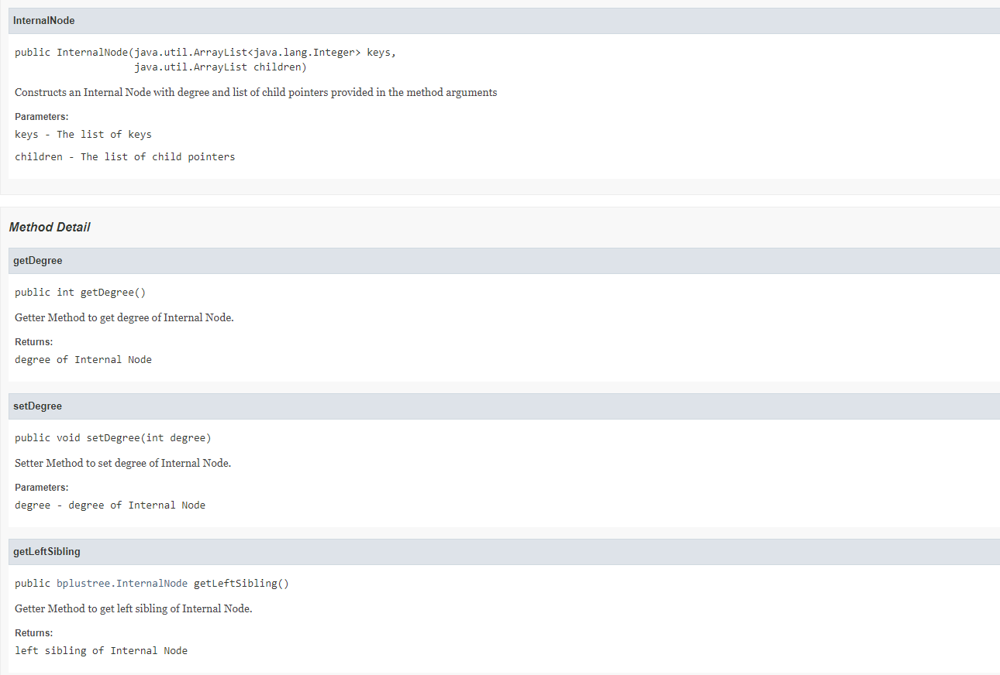 InternalNode
public InternalNode(java.util.ArrayList<java.lang.Integer> keys,
java.util.ArrayList children)
Constructs an Internal Node with degree and list of child pointers provided in the method arguments
Parameters:
keys - The list of keys
children - The list of child pointers
Method Detail
getDegree
public int getDegree()
Getter Method to get degree of Internal Node.
Returns:
degree of Internal Node
setDegree
public void setDegree(int degree)
Setter Method to set degree of Internal Node.
Parameters:
degree - degree of Internal Node
getLeftSibling
public bplustree.InternalNode getLeftSibling()
Getter Method to get left sibling of Internal Node.
Returns:
left sibling of Internal Node